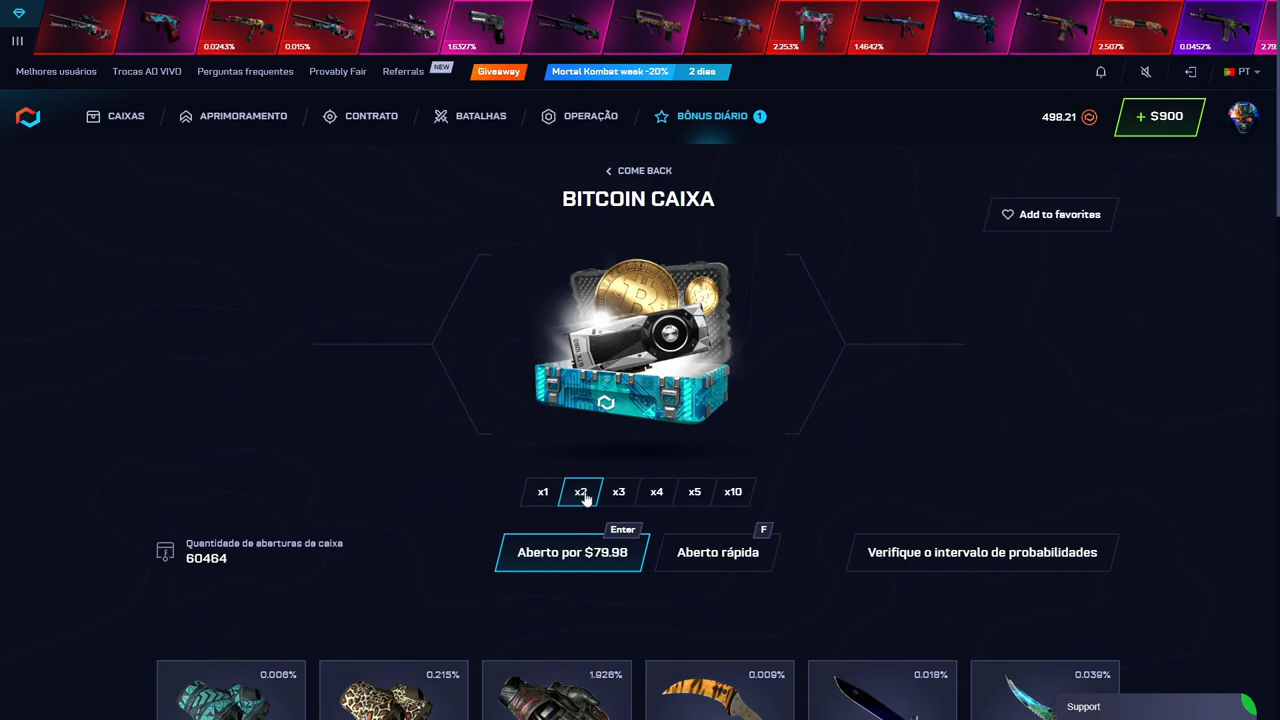 0.0243%
0.015%
1.6327%
2.253%
1.4642%
2.507%
0.0452%
Melhores usuários
Trocas AO VIVO
Perguntas frequentes
Provably Fair
Referrals
NEW
Giveaway
Mortal Kombat week -20%
2 dias
PT
CAIXAS
APRIMORAMENTO
CONTRATO
BATALHAS
OPERAÇÃO
BÔNUS DIÁRIO
1
498.21
+ $900
COME BACK
BITCOIN CAIXA
Add to favorites
GTX 1080
x1
x2
x3
x4
x5
x10
Quantidade de aberturas de caixa
60464
Enter
Aberto por $79.98
F
Aberto rápida
Verifique o intervalo de probabilidades
0.006%
0.215%
1.926%
0.009%
0.018%
0.039%
Support